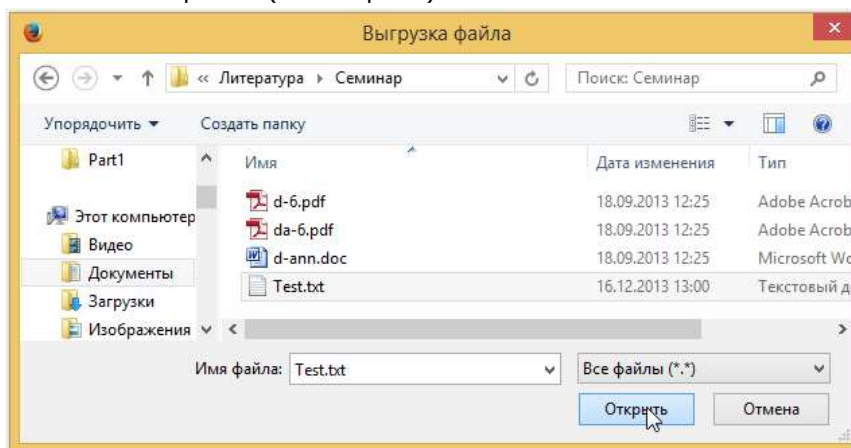 Выгрузка файла
« Литература Семинар
Поиск: Семинар
Упорядочить
Создать папку
Part1
Этот компьютер
Видео
Документы
Загрузки
Изображения
Имя Дата изменения Тип
d-6.pdf 18.09.2013 12:25 Adobe Acrob
da-6.pdf 18.09.2013 12:25 Adobe Acrob
d-ann.doc 18.09.2013 12:25 Microsoft Wo
Test.txt 16.12.2013 13:00 Текстовый д
Имя файла: Test.txt
Все файлы (*.*)
Открыть Отмена